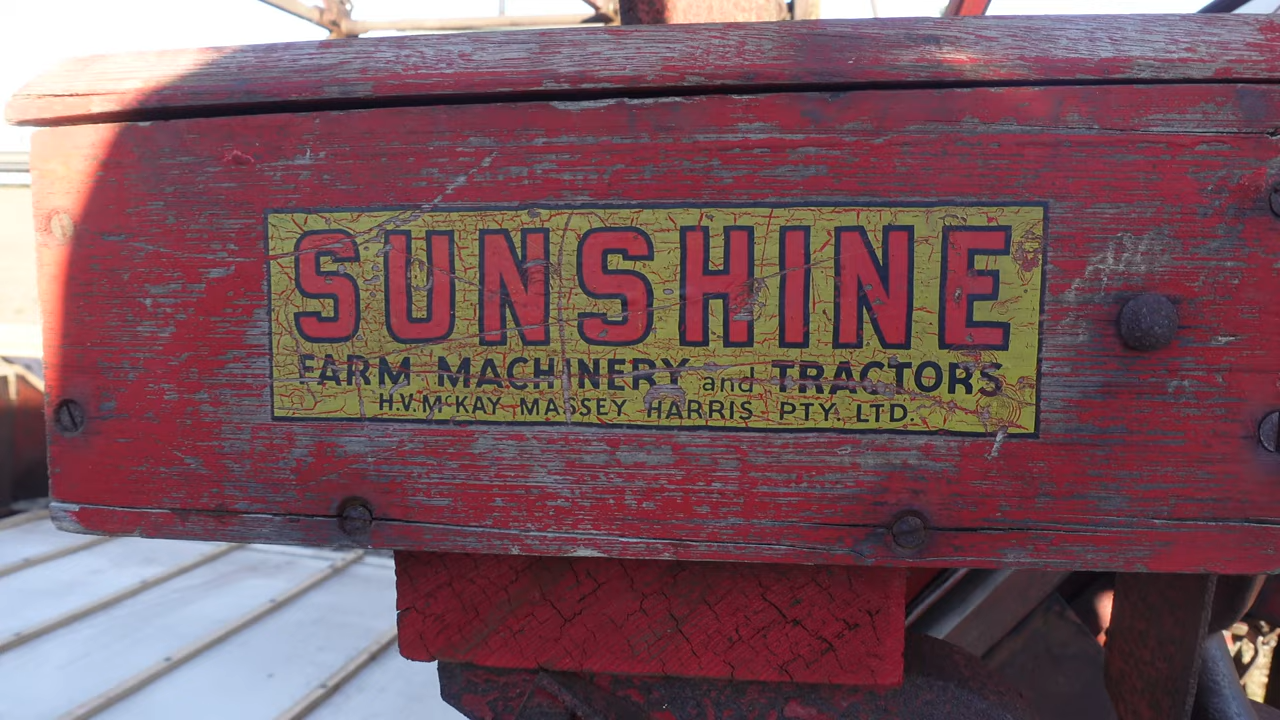 SUNSHINE
FARM MACHINERY and TRACTORS
H.V. McKAY MASSEY HARRIS PTY. LTD.